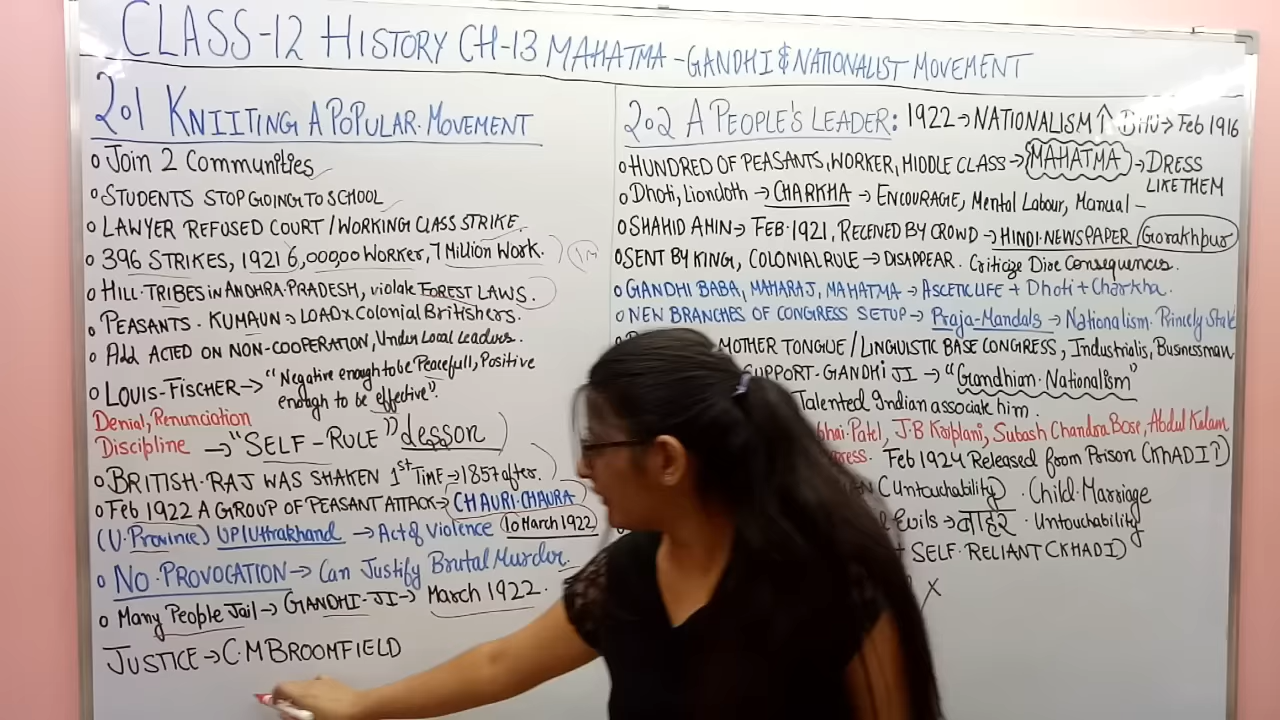 CLASS-12 HISTORY CH-13 MAHATMA-GANDHI & NATIONALIST MOVEMENT
2.1 KNIITING A POPULAR MOVEMENT
Join 2 Communities
STUDENTS STOP GOING TO SCHOOL
LAWYER REFUSED COURT / WORKING CLASS STRIKE.
396 STRIKES, 1921 6,00,000 WORKER, 7 Million Work. 1M
HILL-TRIBES in ANDHRA-PRADESH, violate FOREST LAWS.
PEASANTS. KUMAUN → LOAD x Colonial Britishers.
Add ACTED ON NON-COOPERATION, Under Local Leaders.
LOUIS-FISCHER → "Negative enough to be Peacefull, Positive
enough to be effective".
Denial, Renunciation
Discipline → "SELF-RULE" Lesson
BRITISH-RAJ WAS SHAKEN 1st TIME → 1857 after.
Feb 1922 A GROUP OF PEASANT ATTACK → CHAURI-CHAURA
(U-Province) UP/Uttrakhand → Act of Violence (10 March 1922)
NO-PROVOCATION → Can Justify Brutal Murder.
Many People Jail → GANDHI-JI → March 1922.
JUSTICE → C.M BROOMFIELD
2.2 A PEOPLE'S LEADER: 1922 → NATIONALISM ↑ BHU → Feb 1916
HUNDRED OF PEASANTS, WORKER, MIDDLE CLASS → MAHATMA → DRESS
LIKE THEM
Dhoti, Lioncloth → CHARKHA → ENCOURAGE, Mental Labour, Manual -
SHAHID AMIN → FEB. 1921, RECEIVED BY CROWD → HINDI-NEWSPAPER / Gorakhpur
SENT BY KING, COLONIAL RULE → DISAPPEAR. Criticize Dire Consequences.
GANDHI BABA, MAHARAJ, MAHATMA → ASCETIC LIFE + Dhoti + Charkha.
NEW BRANCHES OF CONGRESS SETUP → Praja-Mandals → Nationalism. Princely State
MOTHER TONGUE / LINGUISTIC BASE CONGRESS, Industrialis, Businessman
SUPPORT-GANDHI JI → "Gandhian-Nationalism"
Talented Indian associate him.
Patel, J.B Kriplani, Subash Chandra Bose, Abdul Kalam
Feb 1924 Released from Prison (KHADI ↑)
(Untouchability) . Child-Marriage
Evils → बाहर . Untouchability
SELF-RELIANT (KHADI)
x